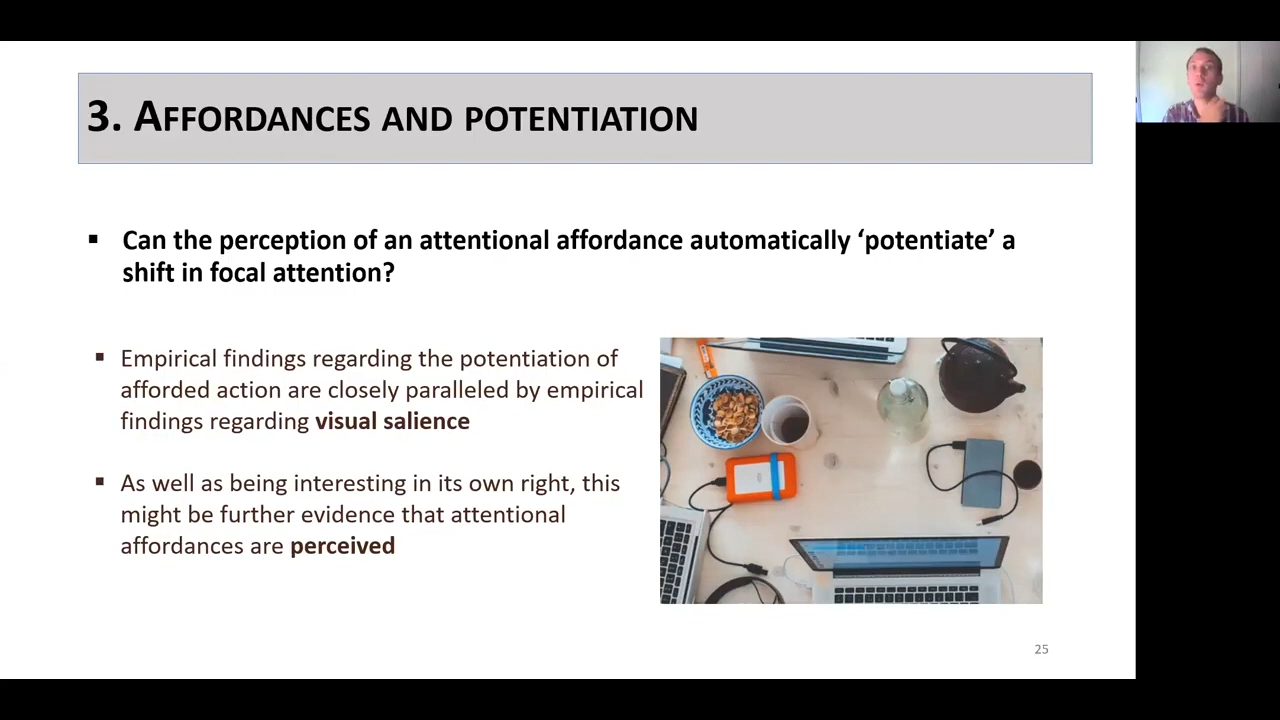 3. AFFORDANCES AND POTENTIATION
▪ Can the perception of an attentional affordance automatically ‘potentiate’ a
shift in focal attention?
▪ Empirical findings regarding the potentiation of
afforded action are closely paralleled by empirical
findings regarding visual salience
▪ As well as being interesting in its own right, this
might be further evidence that attentional
affordances are perceived
25